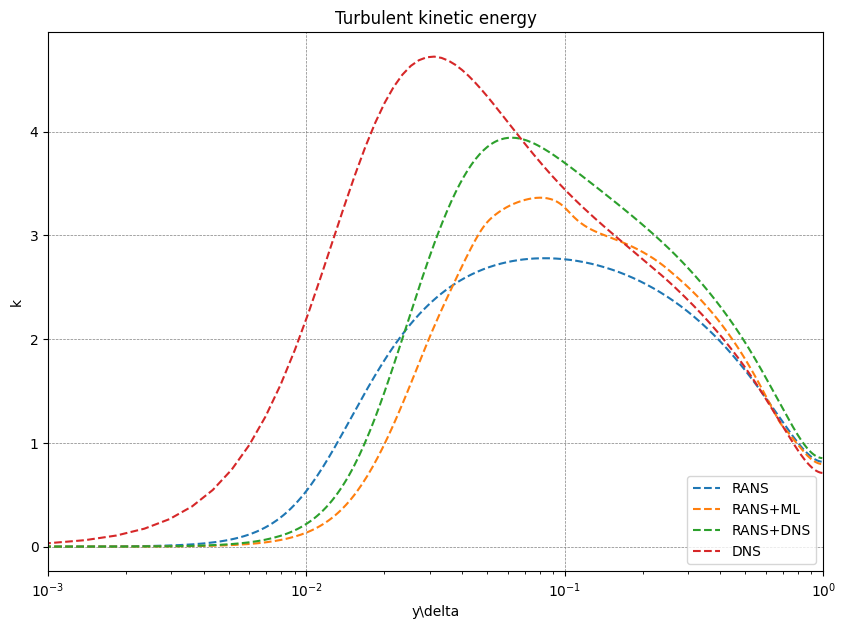 Turbulent kinetic energy
k
4
3
2
1
0
RANS
RANS+ML
RANS+DNS
DNS
10⁻³
10⁻²
10⁻¹
10⁰
y\delta